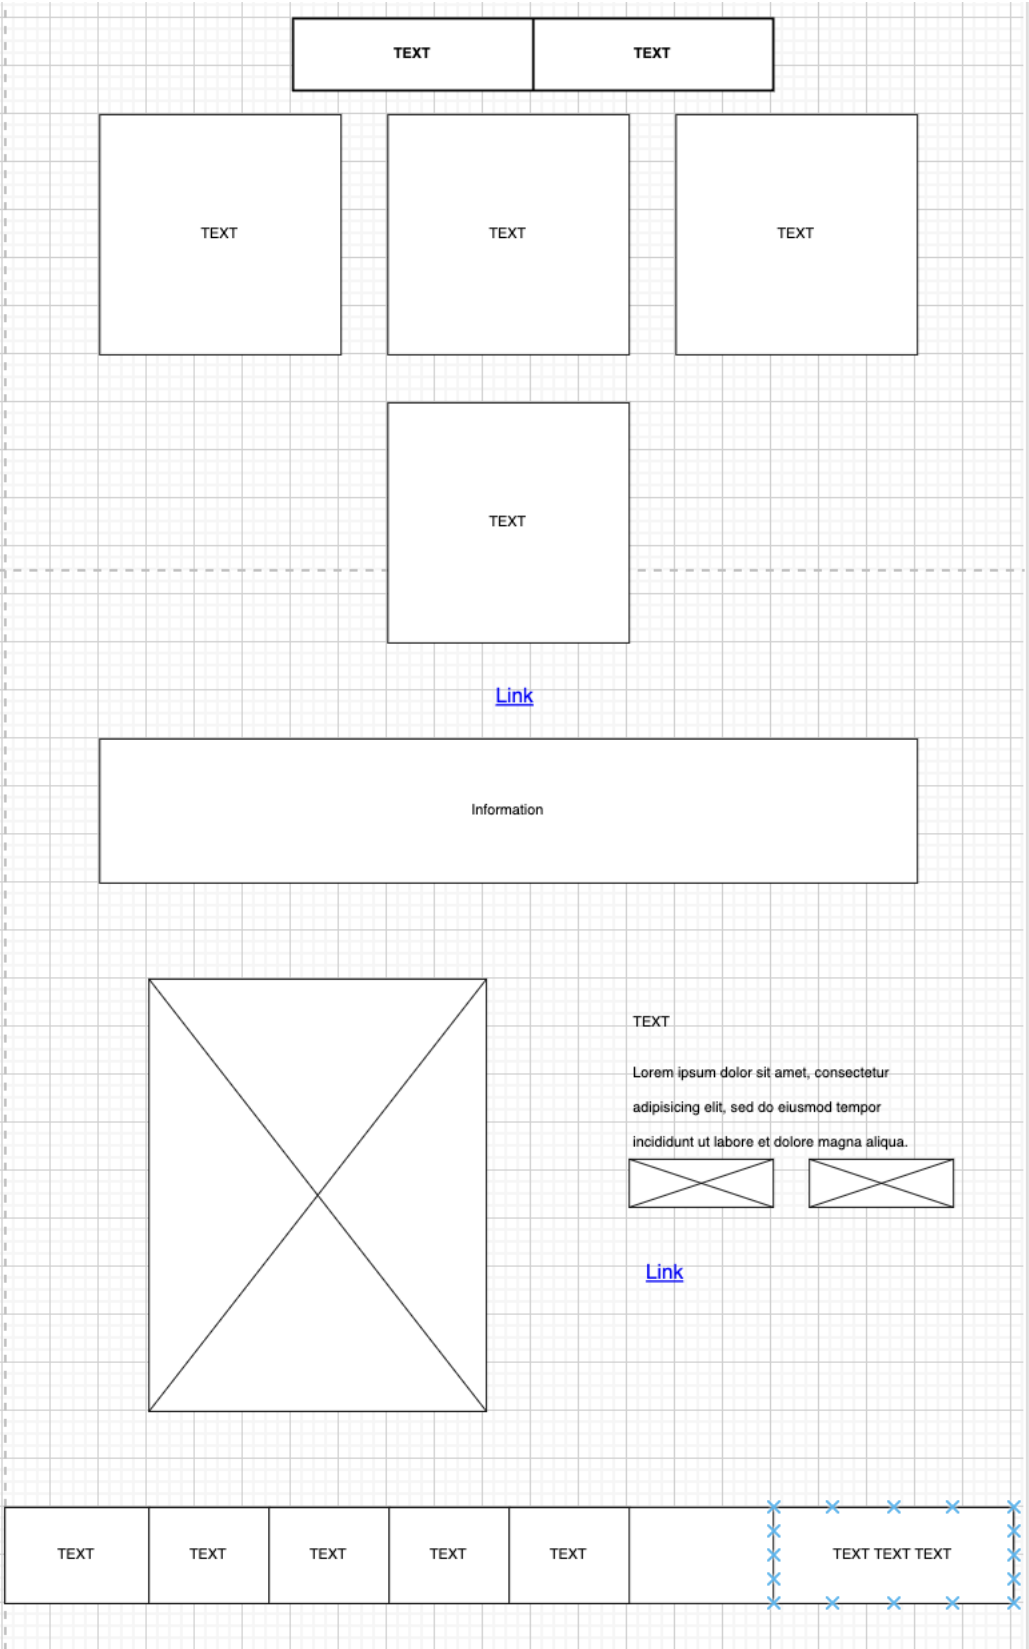 TEXT TEXT
TEXT TEXT TEXT
TEXT
Link
Information
TEXT
Lorem ipsum dolor sit amet, consectetur
adipisicing elit, sed do eiusmod tempor
incididunt ut labore et dolore magna aliqua.
Link
TEXT TEXT TEXT TEXT TEXT TEXT TEXT TEXT